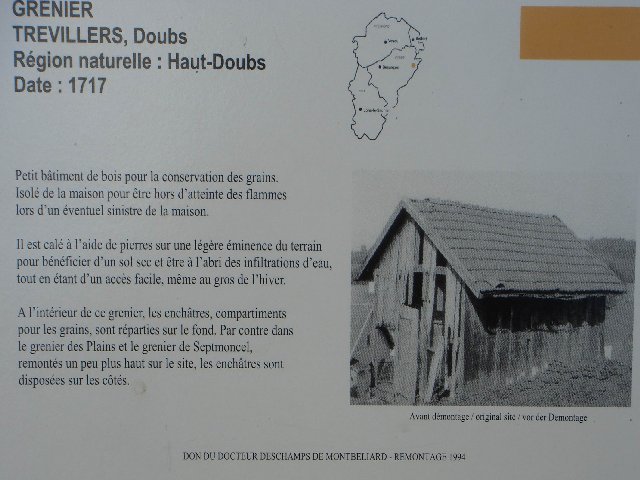 GRENIER
TREVILLERS, Doubs
Région naturelle : Haut-Doubs
Date : 1717
Petit bâtiment de bois pour la conservation des grains.
Isolé de la maison pour être hors d'atteinte des flammes
lors d'un éventuel sinistre de la maison.
Il est calé à l'aide de pierres sur une légère éminence du terrain
pour bénéficier d'un sol sec et être à l'abri des infiltrations d'eau,
tout en étant d'un accès facile, même au gros de l'hiver.
A l'intérieur de ce grenier, les enchâtres, compartiments
pour les grains, sont réparties sur le fond. Par contre dans
le grenier des Plains et le grenier de Septmoncel,
remontés un peu plus haut sur le site, les enchâtres sont
disposées sur les côtés.
Avant démontage / original site / vor der Demontage
DON DU DOCTEUR DESCHAMPS DE MONTBELIARD - REMONTAGE 1994